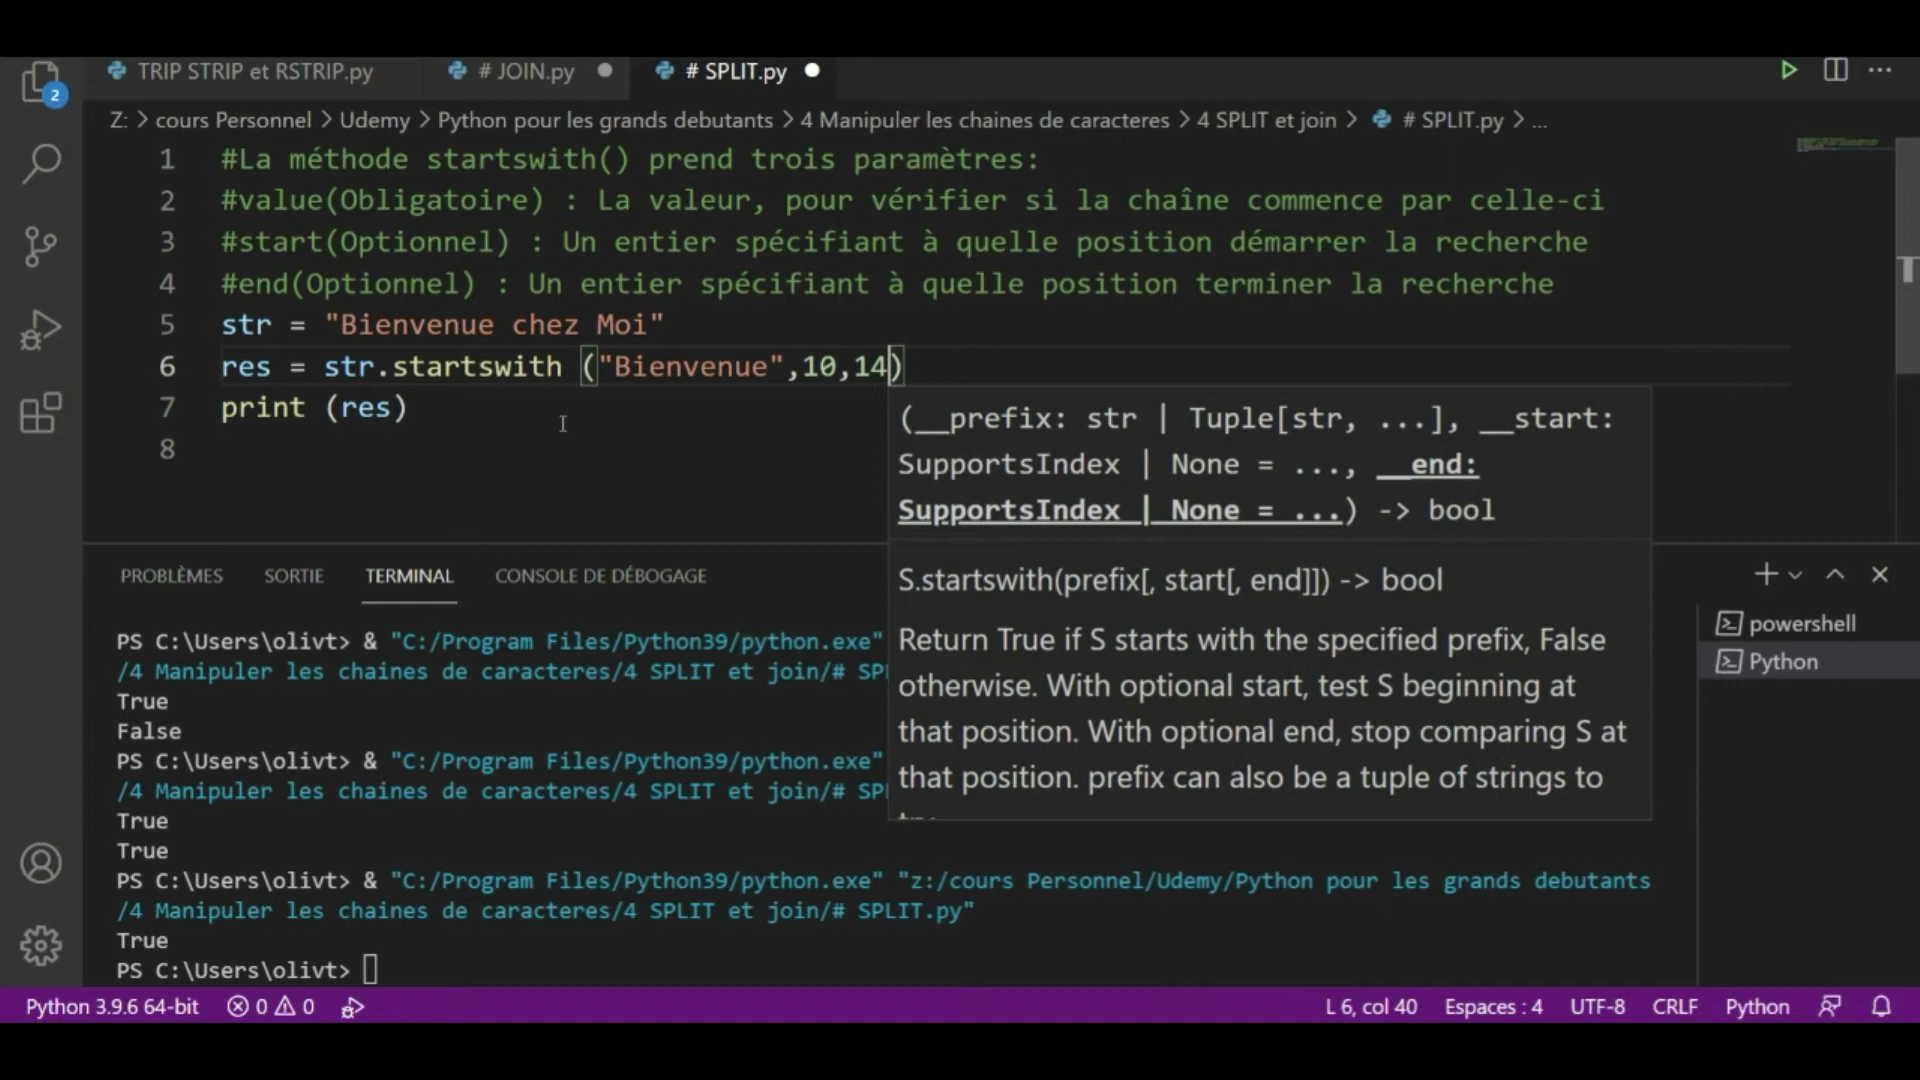 TRIP STRIP et RSTRIP.py # JOIN.py # SPLIT.py
2
Z: > cours Personnel > Udemy > Python pour les grands debutants > 4 Manipuler les chaines de caracteres > 4 SPLIT et join > # SPLIT.py > ...
1 #La méthode startswith() prend trois paramètres:
2 #value(Obligatoire) : La valeur, pour vérifier si la chaîne commence par celle-ci
3 #start(Optionnel) : Un entier spécifiant à quelle position démarrer la recherche
4 #end(Optionnel) : Un entier spécifiant à quelle position terminer la recherche
5 str = "Bienvenue chez Moi"
6 res = str.startswith ("Bienvenue",10,14)
7 print (res)
8
(__prefix: str | Tuple[str, ...], __start:
SupportsIndex | None = ..., __end:
SupportsIndex | None = ...) -> bool
S.startswith(prefix[, start[, end]]) -> bool
Return True if S starts with the specified prefix, False
otherwise. With optional start, test S beginning at
that position. With optional end, stop comparing S at
that position. prefix can also be a tuple of strings to
PROBLÈMES SORTIE TERMINAL CONSOLE DE DÉBOGAGE
PS C:\Users\olivt> & "C:/Program Files/Python39/python.exe"
/4 Manipuler les chaines de caracteres/4 SPLIT et join/# SP
True
False
PS C:\Users\olivt> & "C:/Program Files/Python39/python.exe"
/4 Manipuler les chaines de caracteres/4 SPLIT et join/# SP
True
True
PS C:\Users\olivt> & "C:/Program Files/Python39/python.exe" "z:/cours Personnel/Udemy/Python pour les grands debutants
/4 Manipuler les chaines de caracteres/4 SPLIT et join/# SPLIT.py"
True
PS C:\Users\olivt>
powershell
Python
Python 3.9.6 64-bit 0 0 L 6, col 40 Espaces : 4 UTF-8 CRLF Python